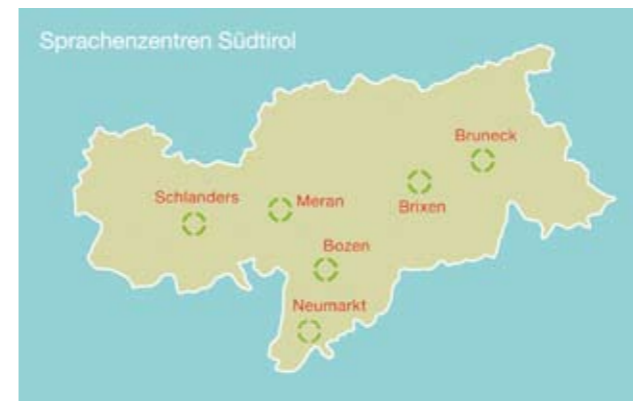 Sprachenzentren Südtirol
Bruneck
Schlanders
Meran
Brixen
Bozen
Neumarkt